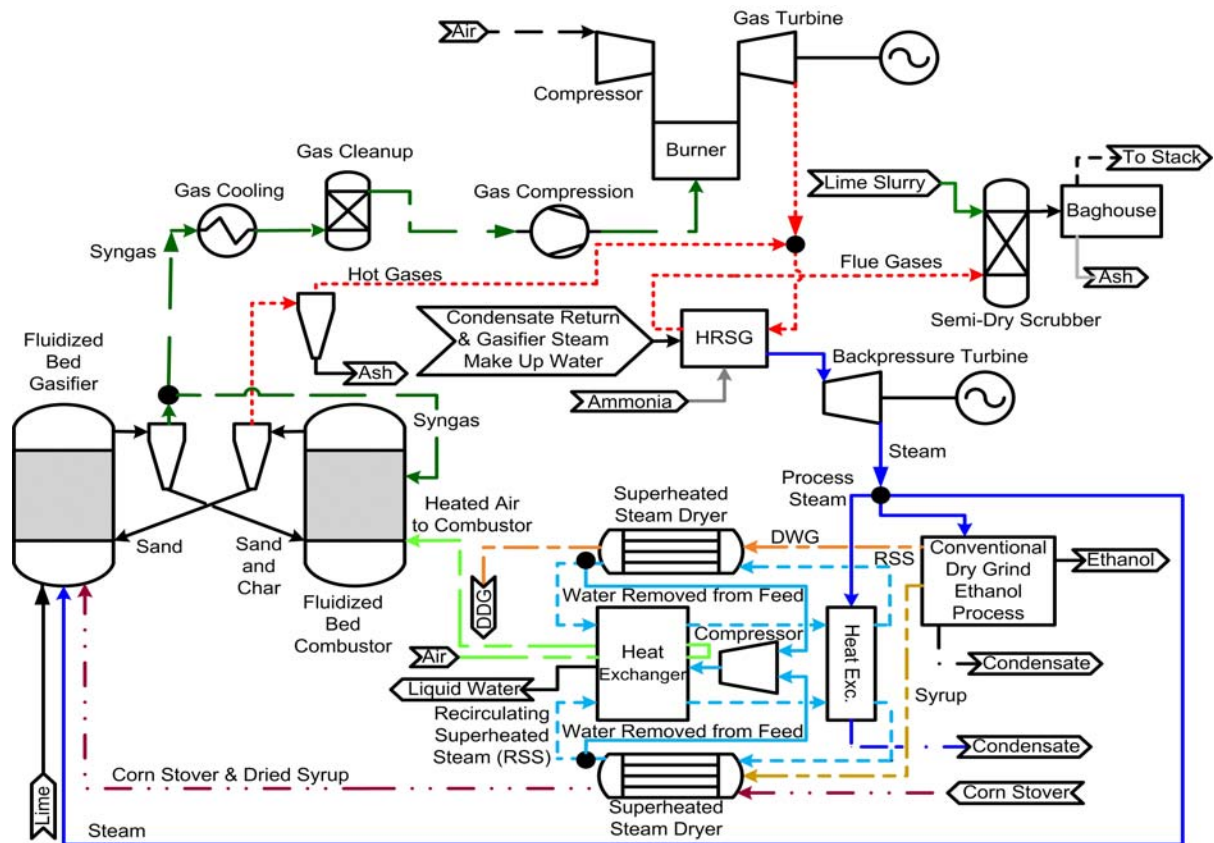 Gas Turbine
Air
Compressor
Burner
Gas Cleanup
Gas Cooling
Gas Compression
Syngas
Lime Slurry
To Stack
Baghouse
Ash
Hot Gases
Flue Gases
Semi-Dry Scrubber
Fluidized
Bed
Gasifier
Ash
Condensate Return
& Gasifier Steam
Make Up Water
HRSG
Backpressure Turbine
Ammonia
Syngas
Steam
Process
Steam
Heated Air
to Combustor
Superheated
Steam Dryer
DWG
RSS
Sand
Sand
and
Char
Fluidized
Bed
Combustor
Conventional
Dry Grind
Ethanol
Process
Ethanol
DDG
Water Removed from Feed
Compressor
Heat
Exchanger
Heat Exc.
Air
Liquid Water
Condensate
Syrup
Recirculating
Superheated
Steam (RSS)
Water Removed from Feed
Condensate
Corn Stover & Dried Syrup
Corn Stover
Superheated
Steam Dryer
Lime
Steam